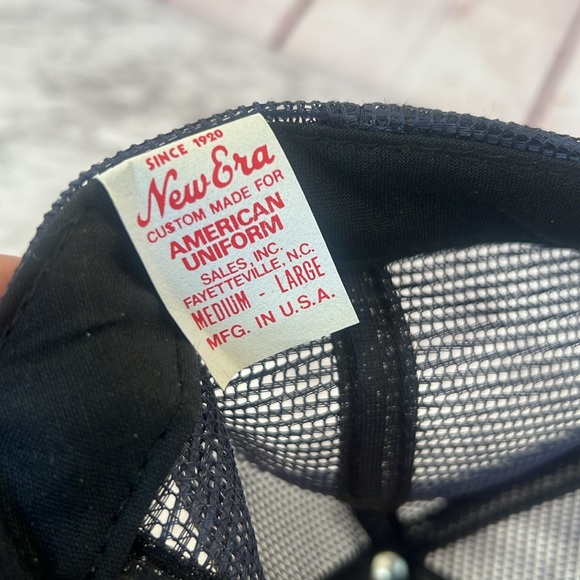 SINCE 1920
New Era
CUSTOM MADE FOR
AMERICAN
UNIFORM
SALES, INC.
FAYETTEVILLE, N.C.
MEDIUM - LARGE
MFG. IN U.S.A.